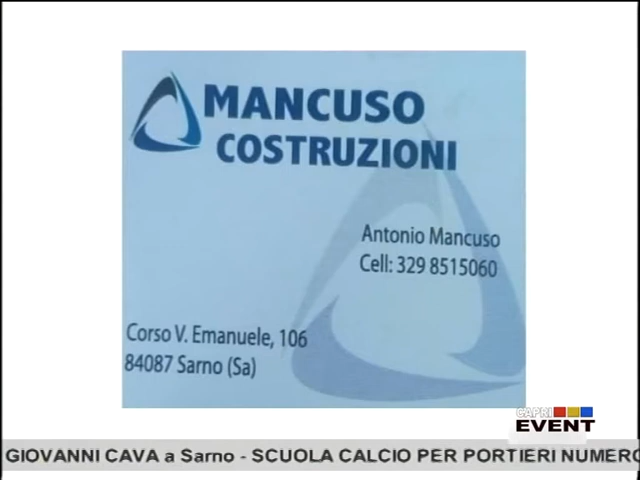 MANCUSO
COSTRUZIONI
Antonio Mancuso
Cell: 329 8515060
Corso V. Emanuele, 106
84087 Sarno (Sa)
CAPRI
EVENT
GIOVANNI CAVA a Sarno - SCUOLA CALCIO PER PORTIERI NUMERO